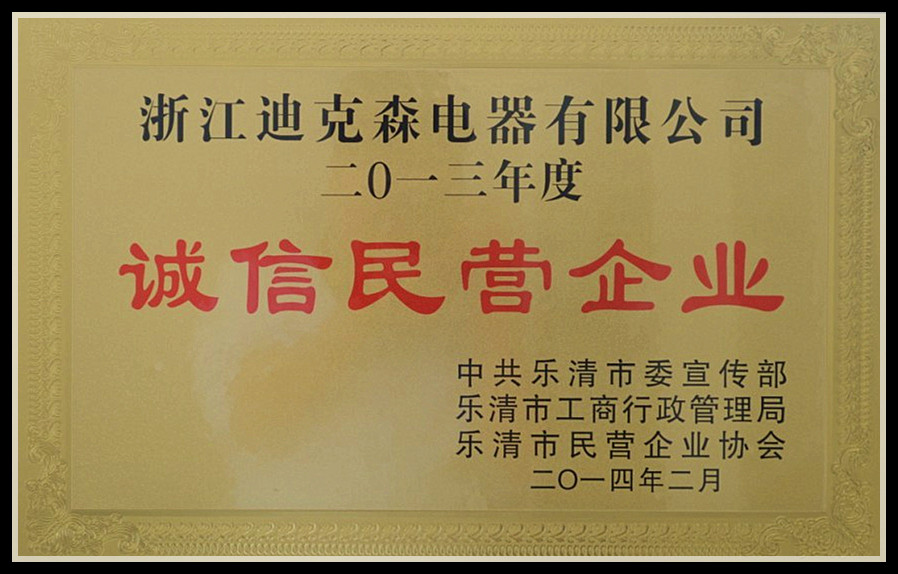 浙江迪克森电器有限公司
二〇一三年度
诚信民营企业
中共乐清市委宣传部
乐清市工商行政管理局
乐清市民营企业协会
二〇一四年二月